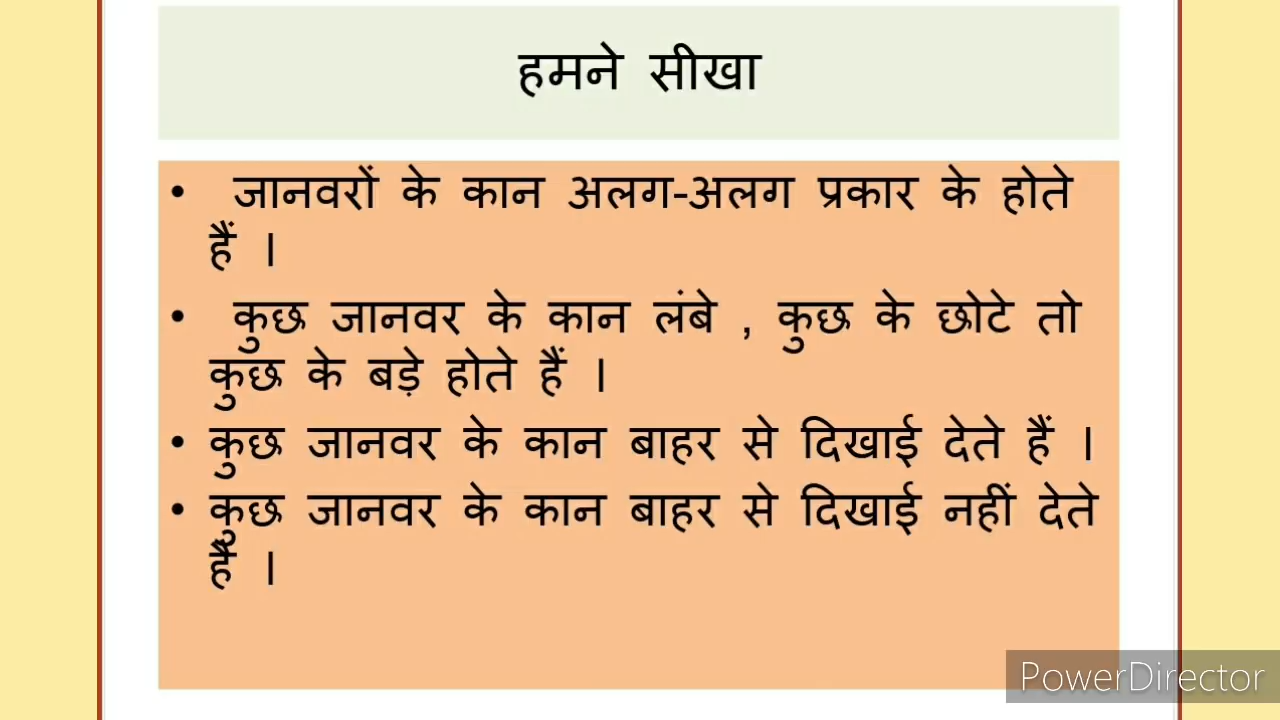 हमने सीखा
• जानवरों के कान अलग-अलग प्रकार के होते
हैं ।
• कुछ जानवर के कान लंबे , कुछ के छोटे तो
कुछ के बड़े होते हैं ।
• कुछ जानवर के कान बाहर से दिखाई देते हैं ।
• कुछ जानवर के कान बाहर से दिखाई नहीं देते
हैं ।
PowerDirector